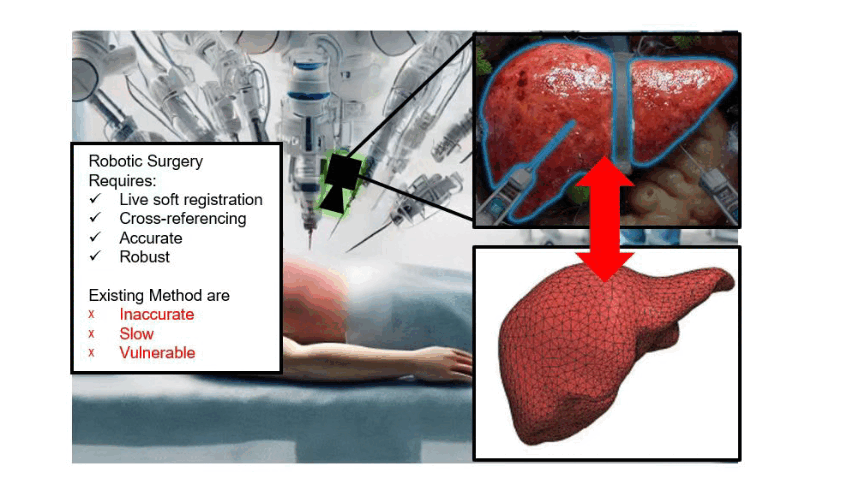 Robotic Surgery
Requires:
✓ Live soft registration
✓ Cross-referencing
✓ Accurate
✓ Robust
Existing Method are
x Inaccurate
x Slow
x Vulnerable